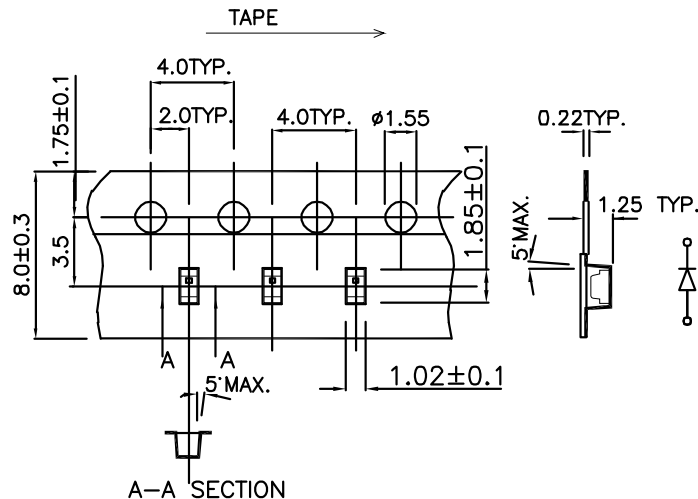 TAPE
4.0TYP.
2.0TYP.
4.0TYP.
ø1.55
0.22TYP.
1.75±0.1
1.85±0.1
1.25 TYP.
8.0±0.3
3.5
5°MAX.
A
A
5°MAX.
1.02±0.1
A-A SECTION